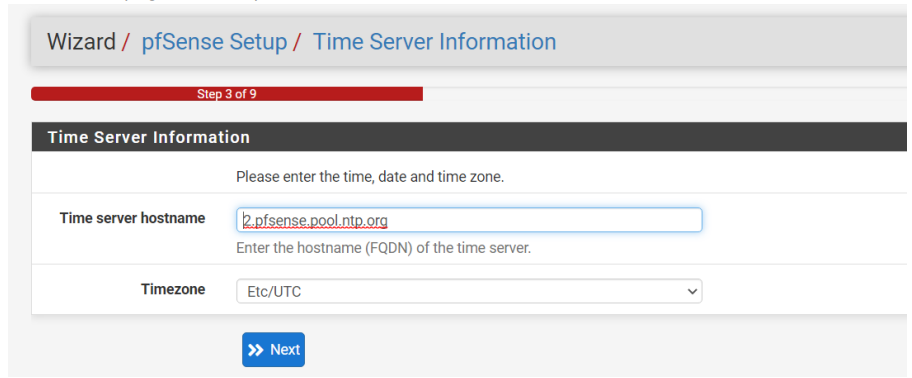 Wizard / pfSense Setup / Time Server Information
Step 3 of 9
Time Server Information
Please enter the time, date and time zone.
Time server hostname
2.pfsense.pool.ntp.org
Enter the hostname (FQDN) of the time server.
Timezone
Etc/UTC
Next